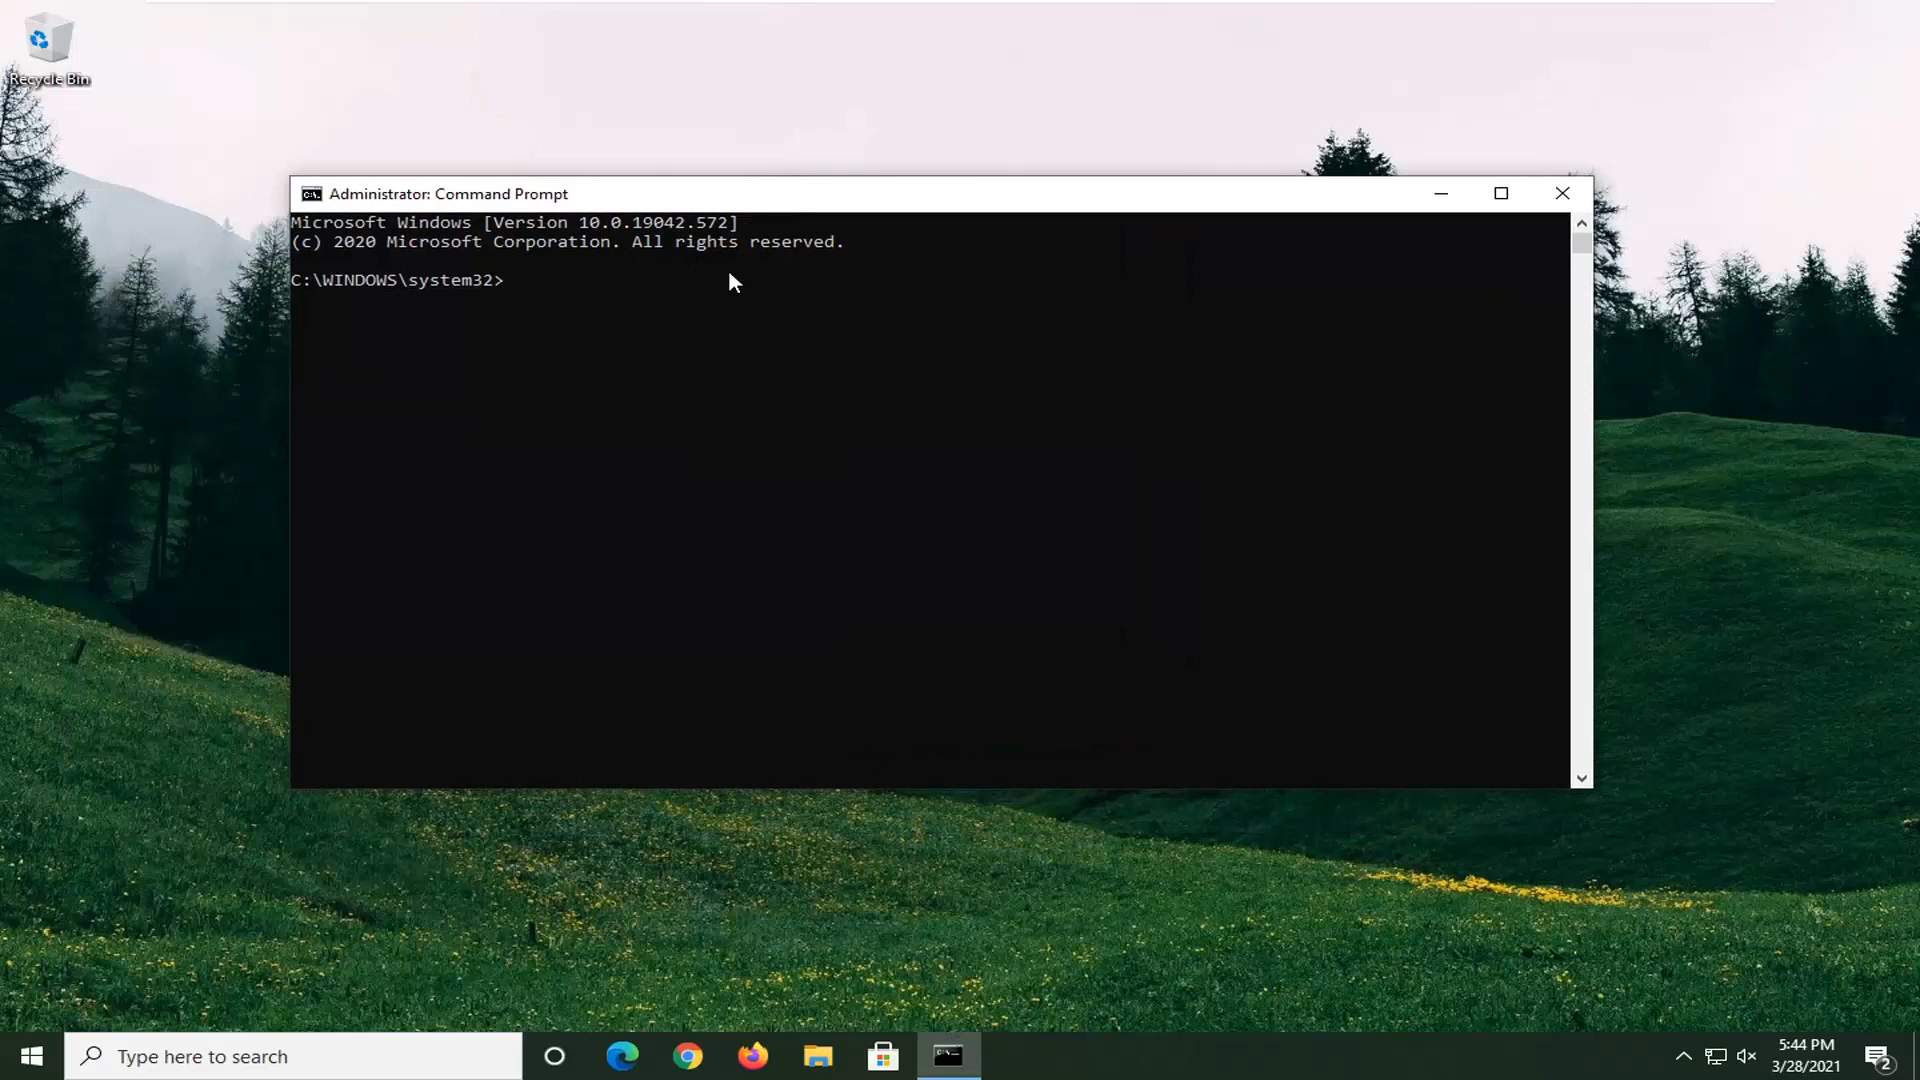 Recycle Bin
Administrator: Command Prompt
Microsoft Windows [Version 10.0.19042.572]
(c) 2020 Microsoft Corporation. All rights reserved.
C:\WINDOWS\system32>
Type here to search
5:44 PM
3/28/2021
2